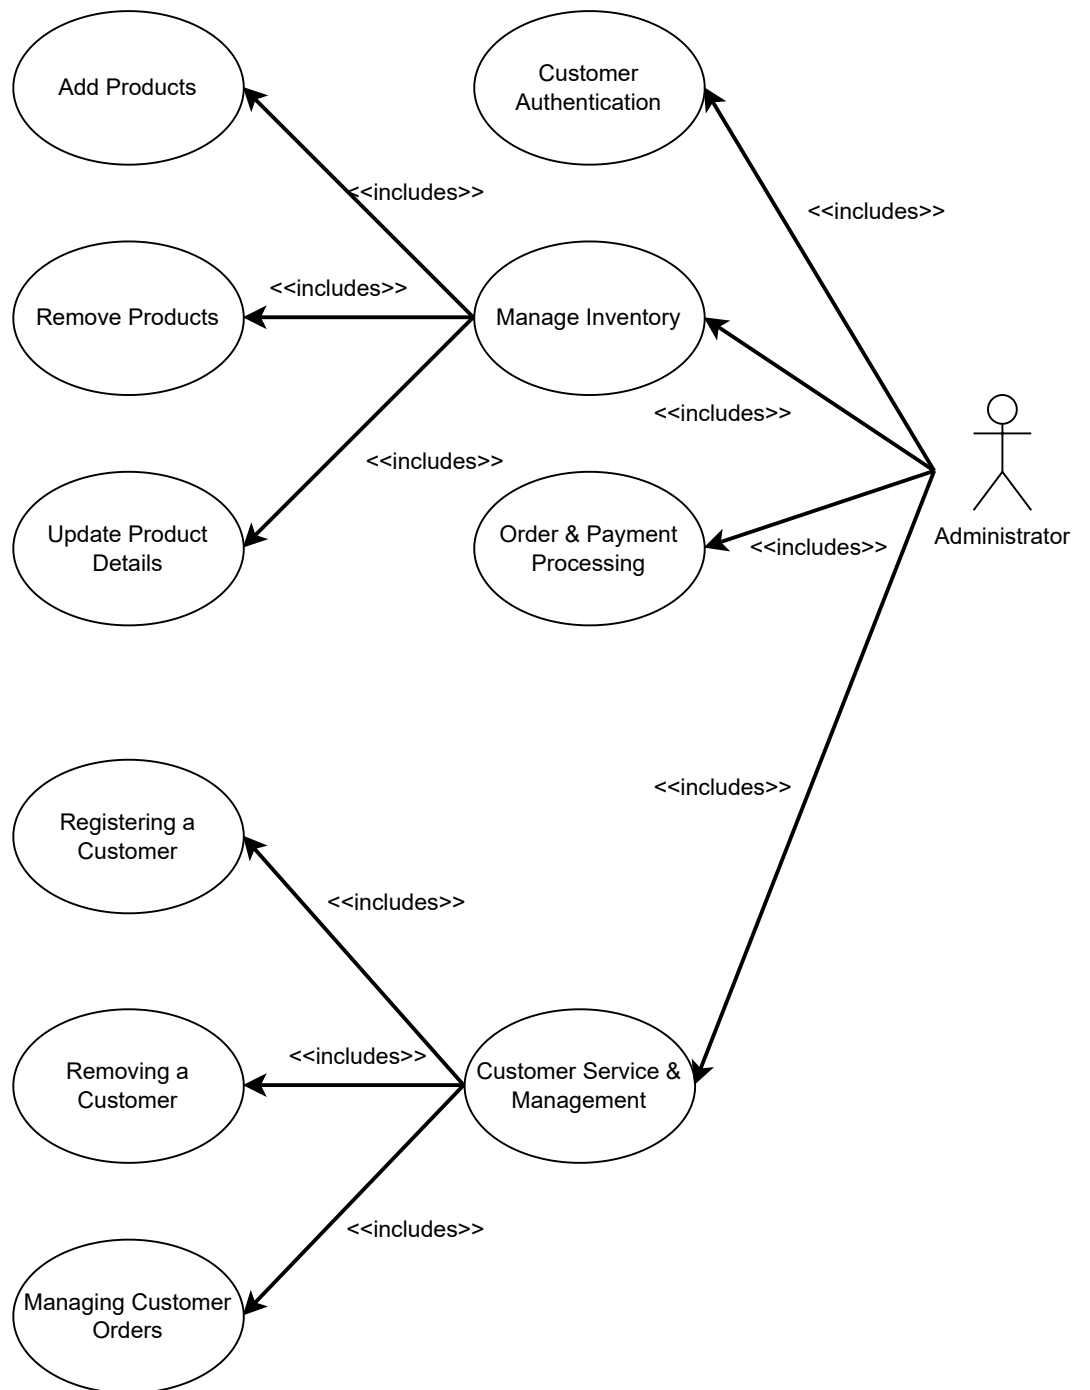 Add Products
Customer
Authentication
<<includes>>
<<includes>>
<<includes>>
Remove Products
Manage Inventory
<<includes>>
<<includes>>
Update Product
Details
Order & Payment
Processing
<<includes>>
Administrator
<<includes>>
Registering a
Customer
<<includes>>
<<includes>>
Removing a
Customer
Customer Service &
Management
<<includes>>
Managing Customer
Orders